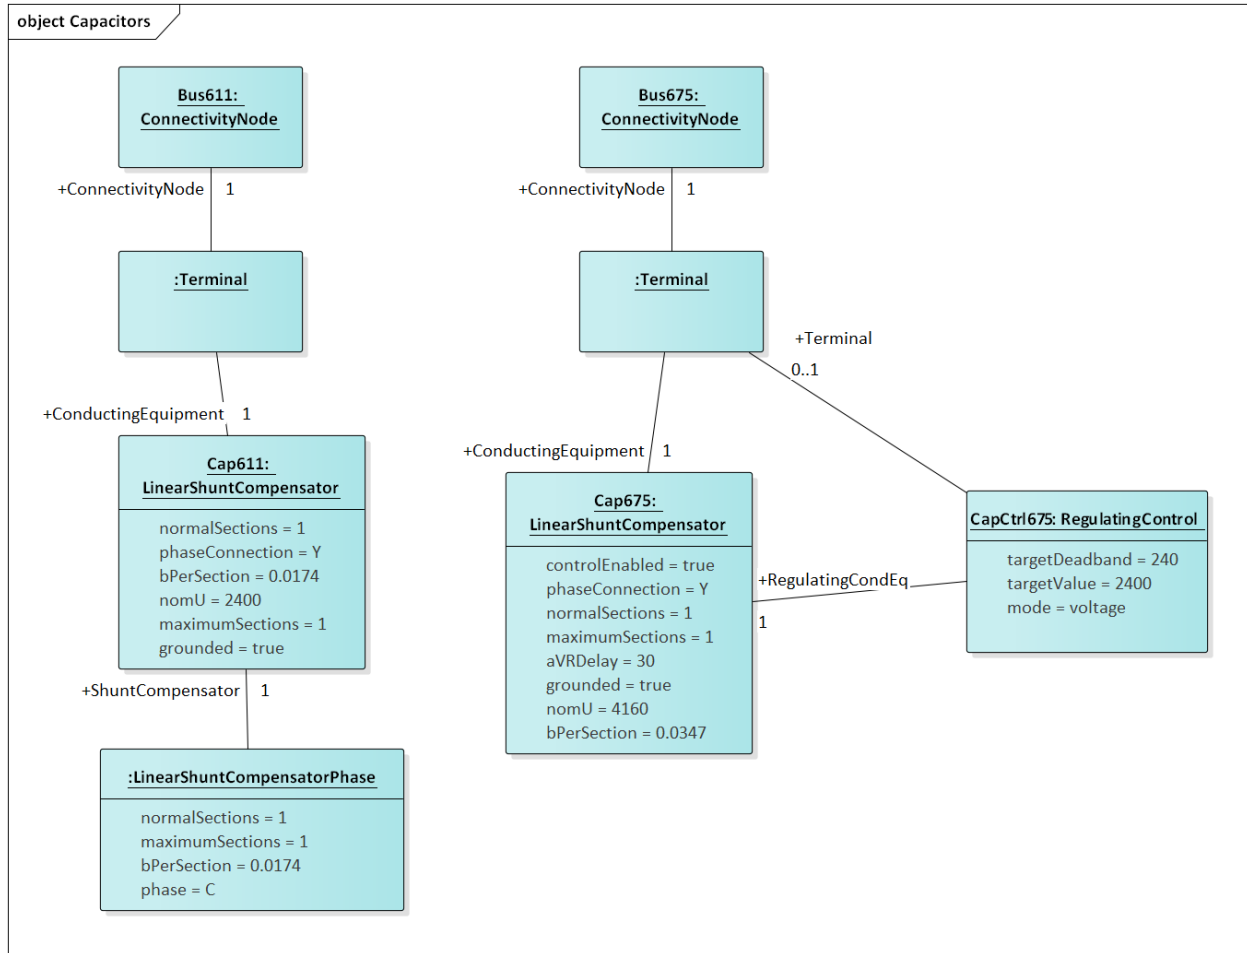 object Capacitors
Bus611:
ConnectivityNode
+ConnectivityNode 1
:Terminal
+ConductingEquipment 1
Cap611:
LinearShuntCompensator
normalSections = 1
phaseConnection = Y
bPerSection = 0.0174
nomU = 2400
maximumSections = 1
grounded = true
+ShuntCompensator 1
:LinearShuntCompensatorPhase
normalSections = 1
maximumSections = 1
bPerSection = 0.0174
phase = C
Bus675:
ConnectivityNode
+ConnectivityNode 1
:Terminal
+Terminal
0..1
+ConductingEquipment 1
Cap675:
LinearShuntCompensator
controlEnabled = true
phaseConnection = Y
normalSections = 1
maximumSections = 1
aVRDelay = 30
grounded = true
nomU = 4160
bPerSection = 0.0347
+RegulatingCondEq
1
CapCtrl675: RegulatingControl
targetDeadband = 240
targetValue = 2400
mode = voltage